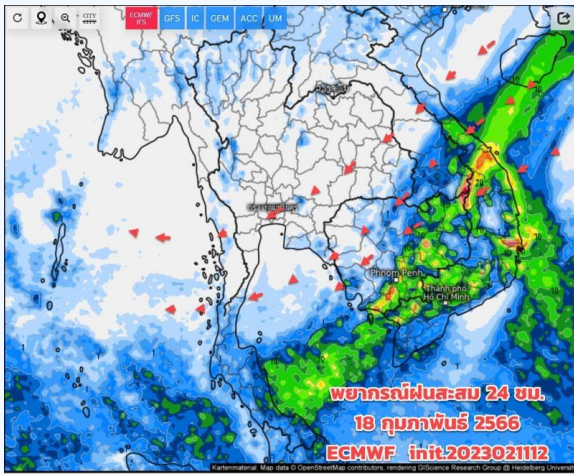 CITY
CITY
ECMWF
IFS
GFS
IC
GEM
ACC
UM
Phnom Penh
Thành phố
Hồ Chí Minh
พยากรณ์ฝนสะสม 24 ชม.
18 กุมภาพันธ์ 2566
ECMWF init.2023021112
Kartenmaterial: Map data © OpenStreetMap contributors, rendering GIScience Research Group @ Heidelberg Univers